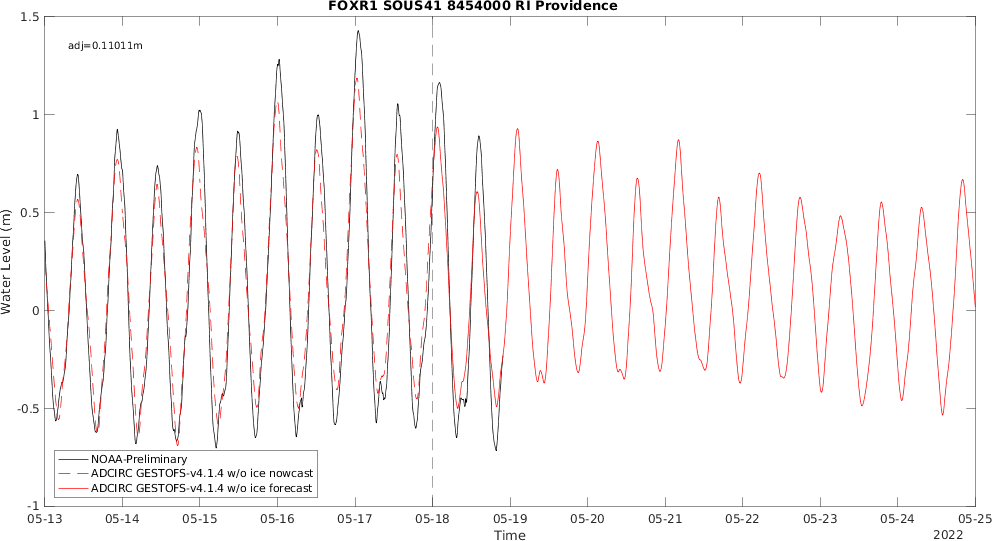 FOXR1 SOUS41 8454000 RI Providence
1.5
adj=0.11011m
1
0.5
Water Level (m)
0
-0.5
NOAA-Preliminary
ADCIRC GESTOFS-v4.1.4 w/o ice nowcast
ADCIRC GESTOFS-v4.1.4 w/o ice forecast
-1
05-13 05-14 05-15 05-16 05-17 05-18 05-19 05-20 05-21 05-22 05-23 05-24 05-25
Time
2022